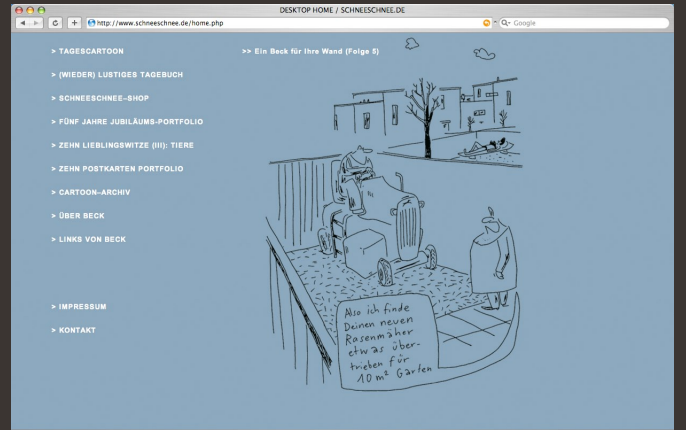 DESKTOP HOME / SCHNEESCHNEE.DE
http://www.schneeschnee.de/home.php
Google
> TAGESCARTOON
> (WIEDER) LUSTIGES TAGEBUCH
> SCHNEESCHNEE–SHOP
> FÜNF JAHRE JUBILÄUMS-PORTFOLIO
> ZEHN LIEBLINGSWITZE (III): TIERE
> ZEHN POSTKARTEN PORTFOLIO
> CARTOON–ARCHIV
> ÜBER BECK
> LINKS VON BECK
> IMPRESSUM
> KONTAKT
>> Ein Beck für Ihre Wand (Folge 5)
Also ich finde
Deinen neuen
Rasenmäher
etwas über-
trieben für
10 m² Garten